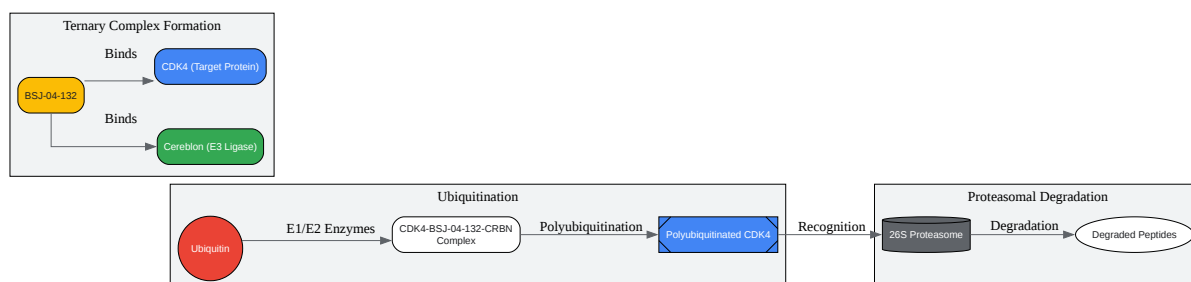 Ternary Complex Formation
Binds
CDK4 (Target Protein)
BSJ-04-132
Binds
Cereblon (E3 Ligase)
Ubiquitination
Proteasomal Degradation
Ubiquitin
E1/E2 Enzymes
CDK4-BSJ-04-132-CRBN
Complex
Polyubiquitination
Polyubiquitinated CDK4
Recognition
26S Proteasome
Degradation
Degraded Peptides